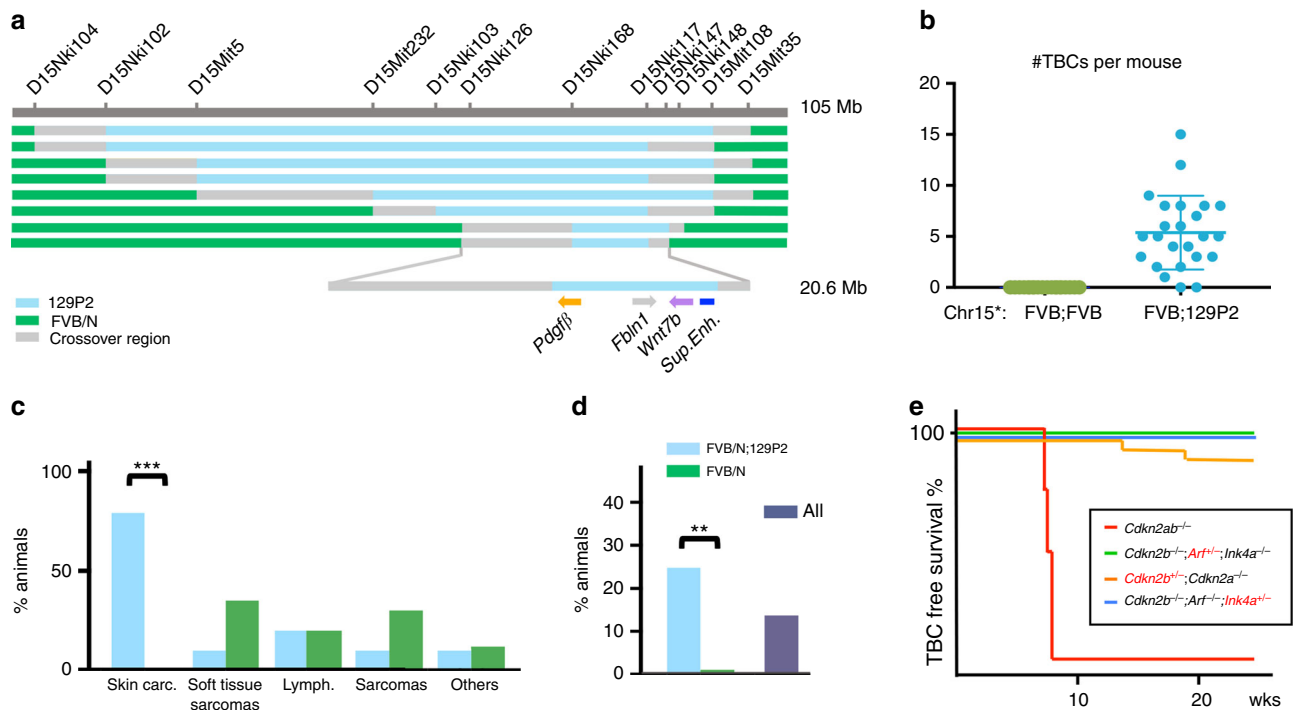 a
D15Nki104
D15Nki102
D15Mit5
D15Mit232
D15Nki103
D15Nki126
D15Nki168
D15Nki117
D15Nki147
D15Nki148
D15Mit108
D15Mit35
105 Mb
20.6 Mb
129P2
FVB/N
Crossover region
Pdgfβ
Fbln1
Wnt7b
Sup.Enh.
b
#TBCs per mouse
20
15
10
5
0
Chr15*: FVB;FVB FVB;129P2
c
% animals
100
50
0
***
Skin carc. Soft tissue sarcomas Lymph. Sarcomas Others
d
FVB/N;129P2
FVB/N
All
% animals
40
30
20
10
0
**
e
TBC free survival %
100
Cdkn2ab–/–
Cdkn2b–/–;Arf+/–;Ink4a–/–
Cdkn2b+/–;Cdkn2a–/–
Cdkn2b–/–;Arf–/–;Ink4a+/–
10 20 wks